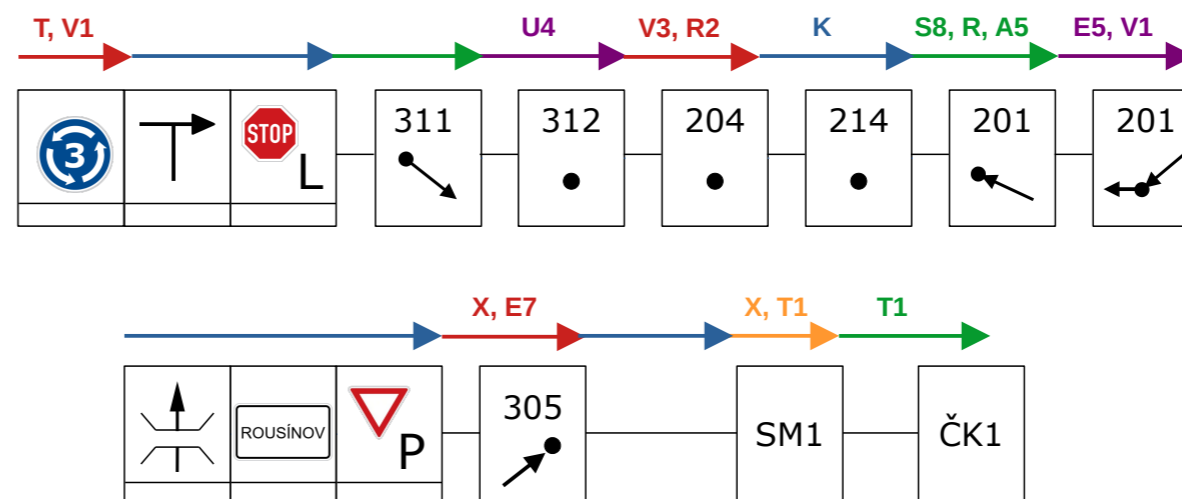 T, V1 U4 V3, R2 K S8, R, A5 E5, V1
3 STOP L 311 312 204 214 201 201
X, E7 X, T1 T1
ROUSÍNOV P 305 SM1 ČK1